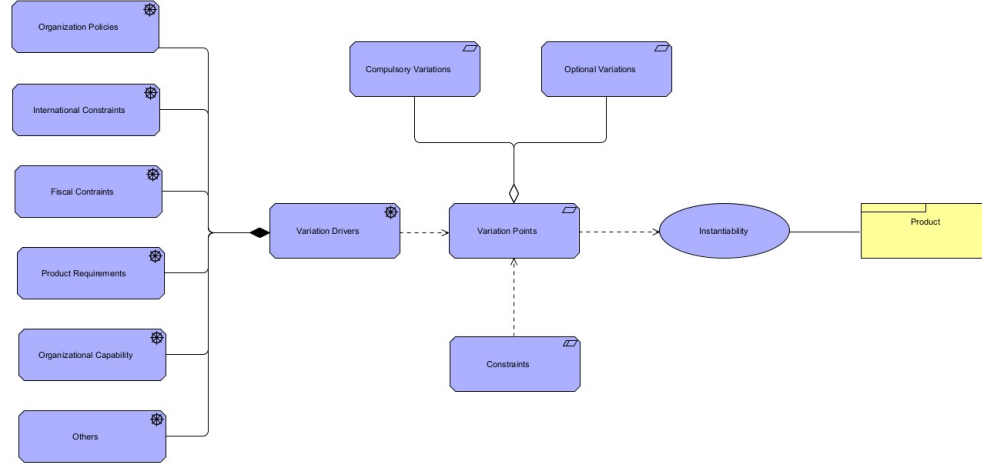 Organization Policies
International Constraints
Fiscal Contraints
Product Requirements
Organizational Capability
Others
Variation Drivers
Compulsory Variations
Optional Variations
Variation Points
Constraints
Instantiability
Product